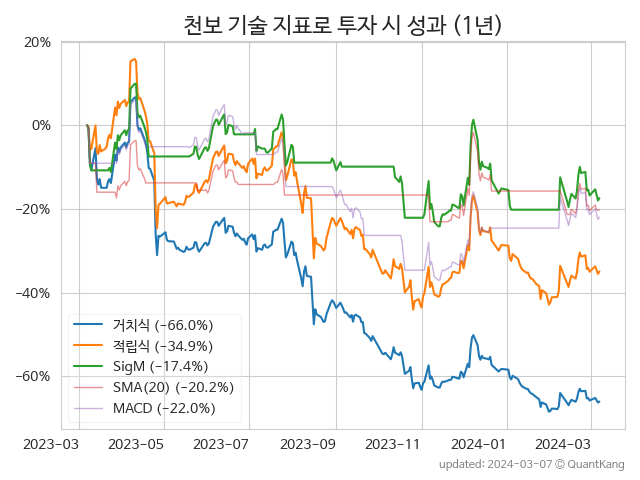 천보 기술 지표로 투자 시 성과 (1년)
20%
0%
−20%
−40%
−60%
거치식 (−66.0%)
적립식 (−34.9%)
SigM (−17.4%)
SMA(20) (−20.2%)
MACD (−22.0%)
2023-03 2023-05 2023-07 2023-09 2023-11 2024-01 2024-03
updated: 2024-03-07 © QuantKang